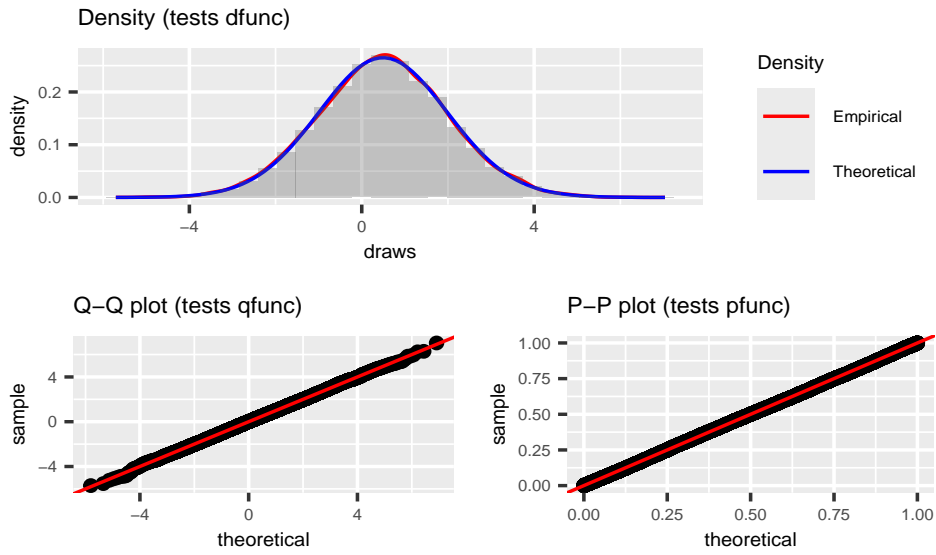 Density (tests dfunc)
density
0.2
0.1
0.0
−4
0
4
draws
Density
Empirical
Theoretical
Q−Q plot (tests qfunc)
sample
4
0
−4
−4
0
4
theoretical
P−P plot (tests pfunc)
sample
1.00
0.75
0.50
0.25
0.00
0.00
0.25
0.50
0.75
1.00
theoretical